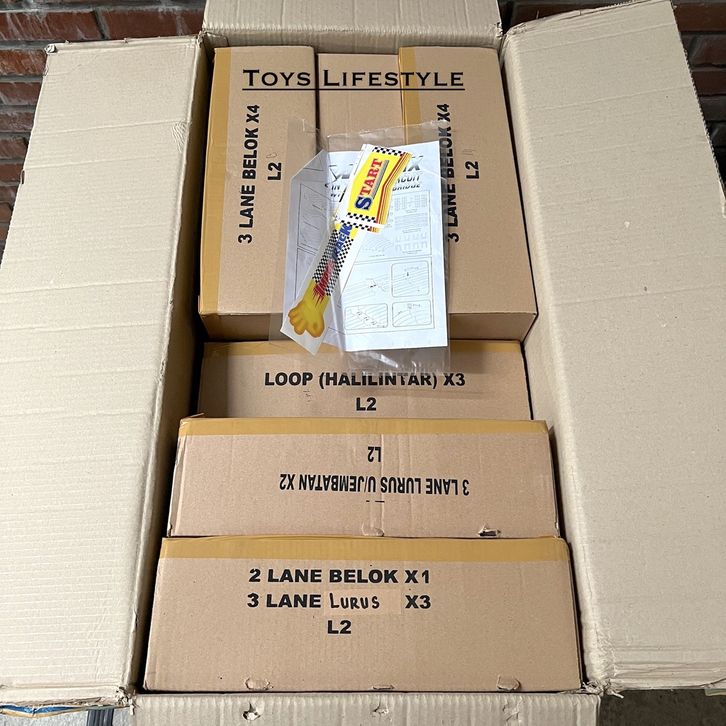 TOYS LIFESTYLE
3 LANE BELOK X4
L2
3 LANE BELOK X4
L2
START
LOOP (HALILINTAR) X3
L2
3 LANE LURUS U/JEMBATAN X2
L2
2 LANE BELOK X1
3 LANE LURUS X3
L2